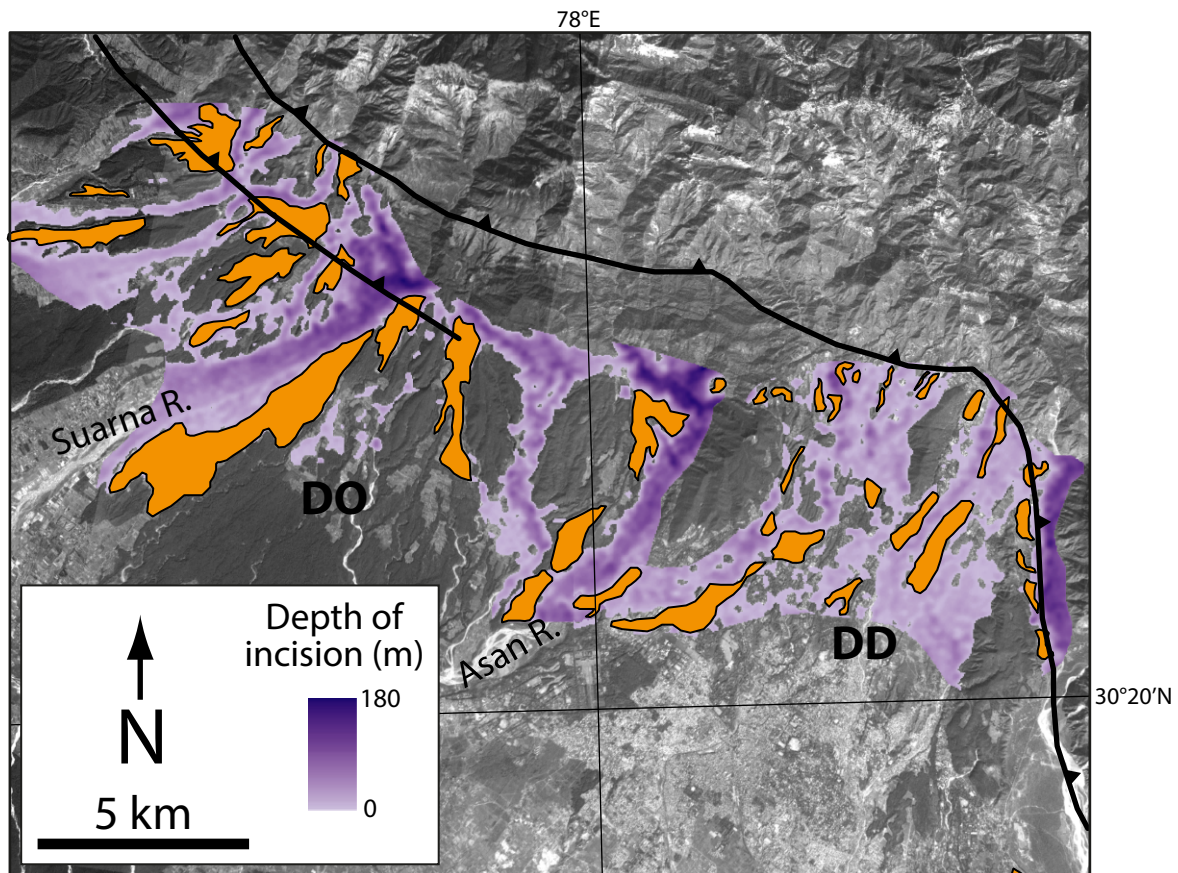 78°E
Suarna R.
DO
Asan R.
DD
30°20'N
Depth of
incision (m)
180
0
N
5 km